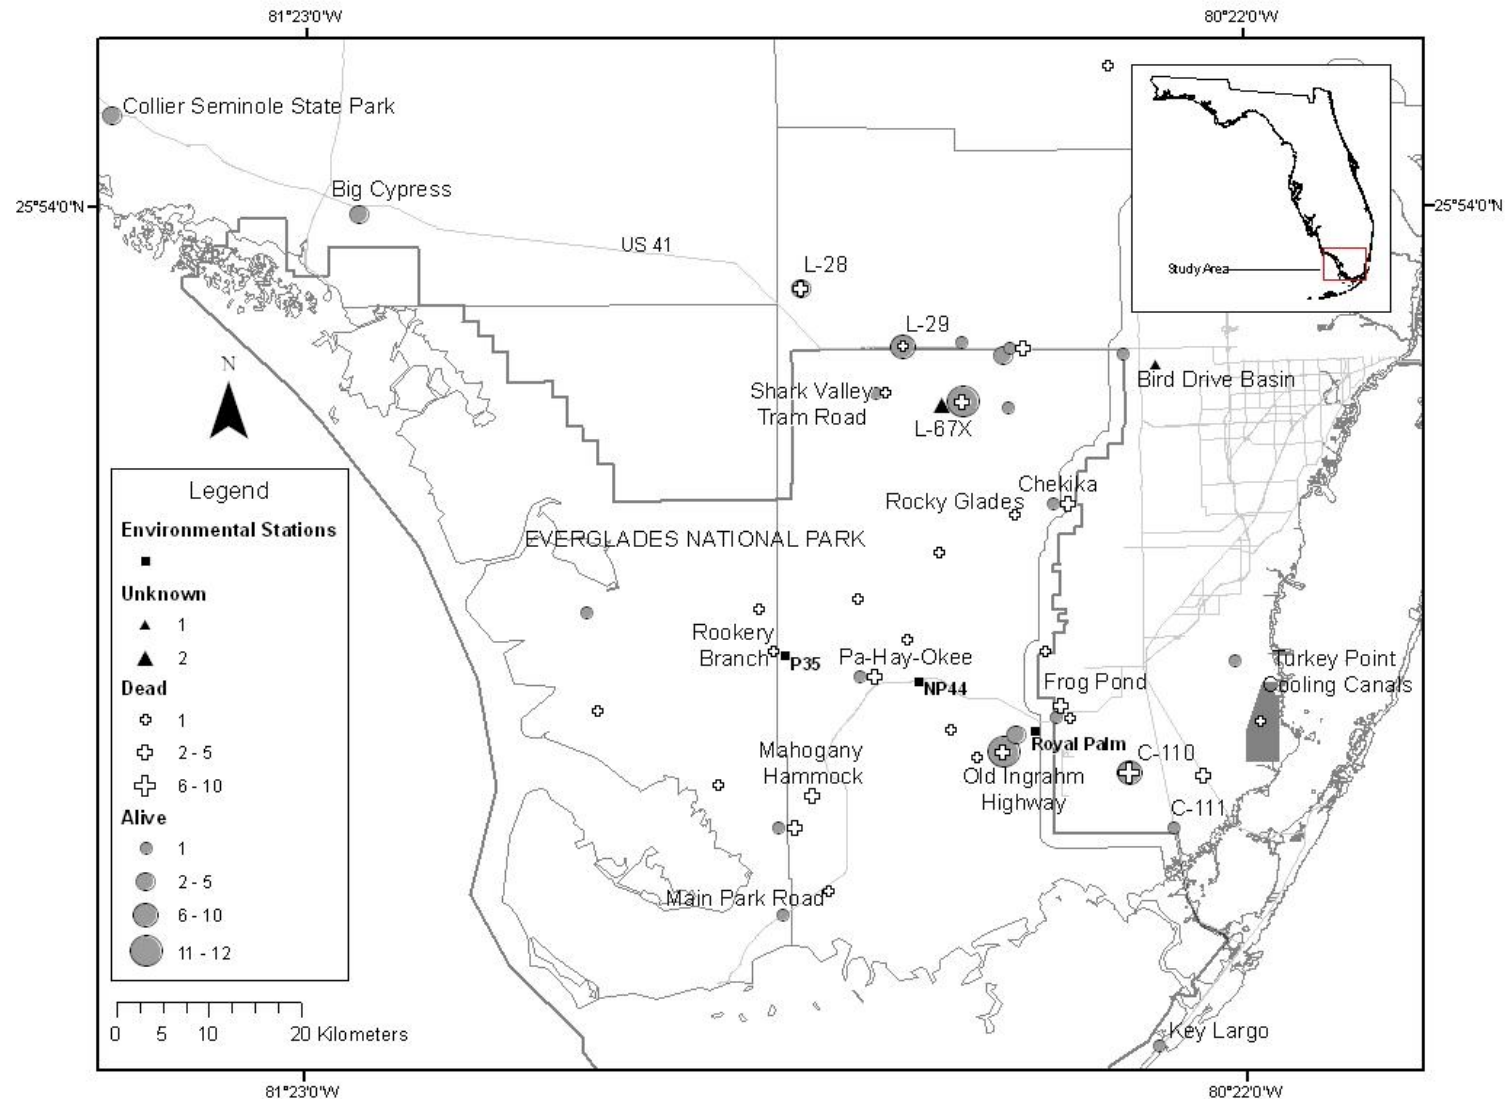 81°23'0"W
80°22'0"W
Collier Seminole State Park
Big Cypress
25°54'0"N
25°54'0"N
US 41
L-28
Study Area
L-29
N
Bird Drive Basin
Shark Valley
Tram Road
L-67X
Chekika
Rocky Glades
EVERGLADES NATIONAL PARK
Rookery
Branch
P35
Pa-Hay-Okee
NP44
Turkey Point
Cooling Canals
Frog Pond
Royal Palm
Mahogany
Hammock
Old Ingrahm
Highway
C-110
C-111
Main Park Road
Key Largo
Legend
Environmental Stations
Unknown
1
2
Dead
1
2 - 5
6 - 10
Alive
1
2 - 5
6 - 10
11 - 12
0 5 10 20 Kilometers
81°23'0"W
80°22'0"W